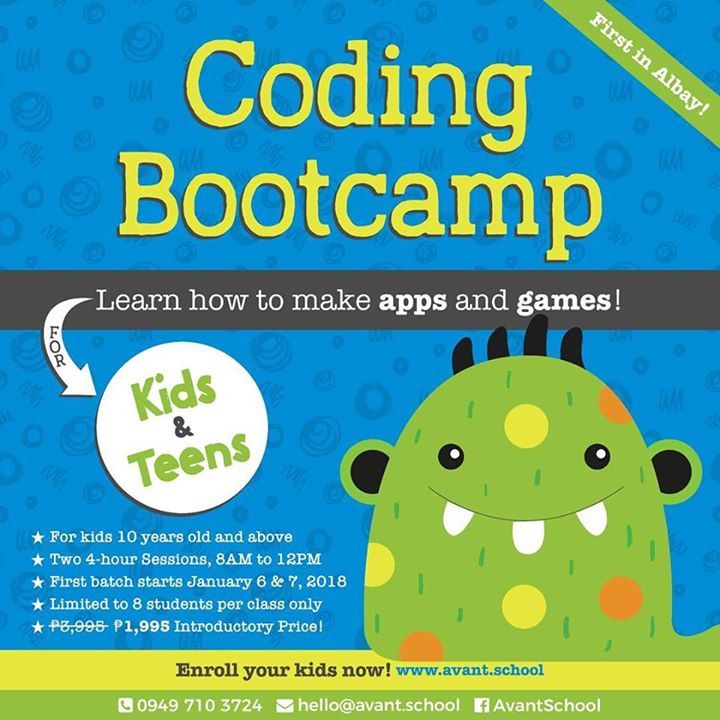 First in Albay!
Coding
Bootcamp
Learn how to make apps and games!
FOR
Kids
&
Teens
★ For kids 10 years old and above
★ Two 4-hour Sessions, 8AM to 12PM
★ First batch starts January 6 & 7, 2018
★ Limited to 8 students per class only
★ ₱3,995 ₱1,995 Introductory Price!
Enroll your kids now! www.avant.school
0949 710 3724 hello@avant.school AvantSchool